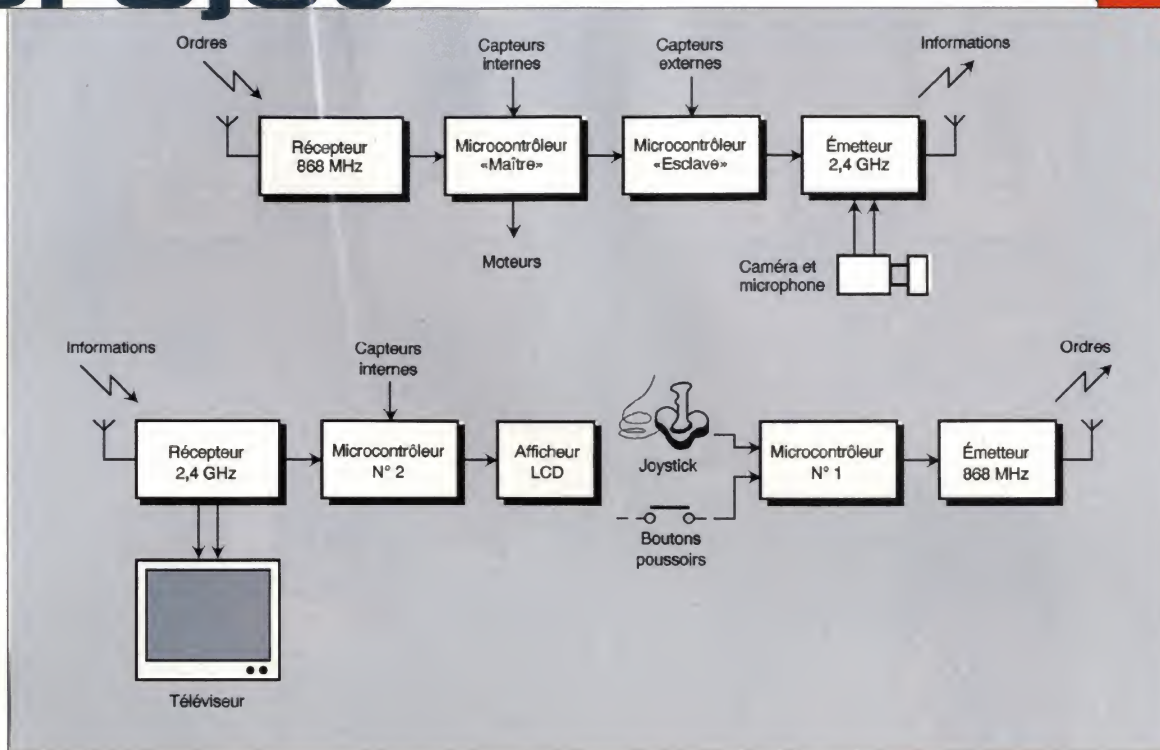 Ordres
Capteurs
internes
Capteurs
externes
Informations
Récepteur
868 MHz
Microcontrôleur
«Maître»
Microcontrôleur
«Esclave»
Émetteur
2,4 GHz
Moteurs
Caméra et
microphone
Informations
Capteurs
internes
Ordres
Récepteur
2,4 GHz
Microcontrôleur
N° 2
Afficheur
LCD
Joystick
Microcontrôleur
N° 1
Émetteur
868 MHz
Boutons
poussoirs
Téléviseur